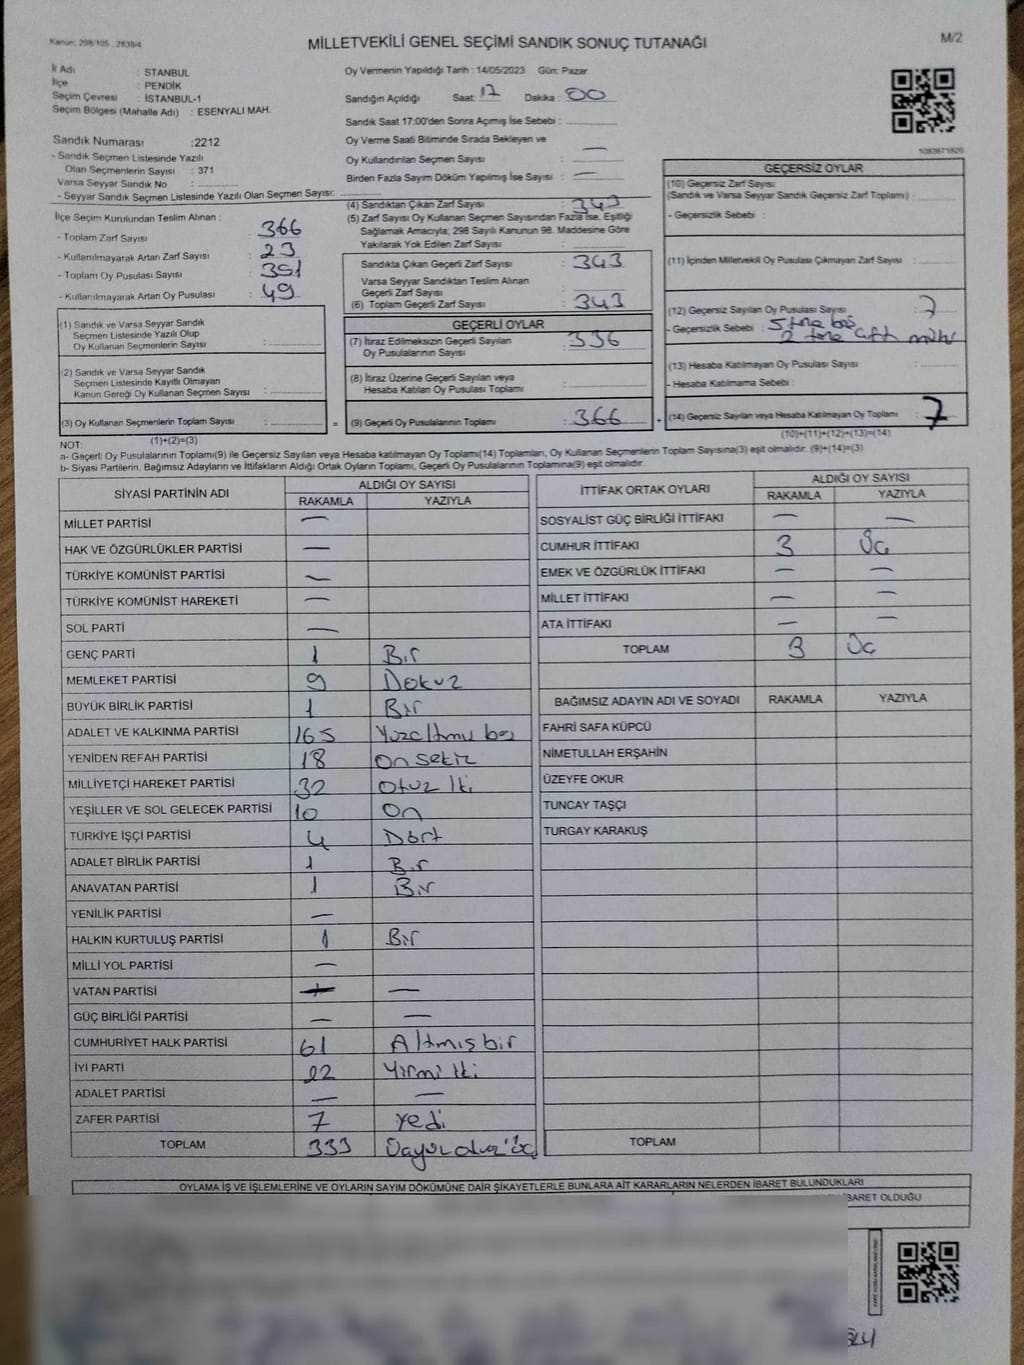 Kanun: 298/105, 2839/4
MİLLETVEKİLİ GENEL SEÇİMİ SANDIK SONUÇ TUTANAĞI
M/2
İl Adı : STANBUL
İlçe : PENDİK
Seçim Çevresi : İSTANBUL-1
Seçim Bölgesi (Mahalle Adı) : ESENYALI MAH.
Sandık Numarası : 2212
- Sandık Seçmen Listesinde Yazılı
Olan Seçmenlerin Sayısı : 371
Varsa Seyyar Sandık No : ..............
- Seyyar Sandık Seçmen Listesinde Yazılı Olan Seçmen Sayısı: ..............
Oy Vermenin Yapıldığı Tarih : 14/05/2023 Gün: Pazar
Sandığın Açıldığı Saat: 17 Dakika : 00
Sandık Saat 17:00'den Sonra Açımış İse Sebebi : ..............
Oy Verme Saati Bitiminde Sırada Bekleyen ve
Oy Kullandırılan Seçmen Sayısı : —
Birden Fazla Sayım Döküm Yapılmış İse Sayısı : —
İlçe Seçim Kurulundan Teslim Alınan :
- Toplam Zarf Sayısı : 366
- Kullanılmayarak Artan Zarf Sayısı : 23
- Toplam Oy Pusulası Sayısı : 391
- Kullanılmayarak Artan Oy Pusulası : 49
(1) Sandık ve Varsa Seyyar Sandık
Seçmen Listesinde Yazılı Olup
Oy Kullanan Seçmenlerin Sayısı : ..............
(2) Sandık ve Varsa Seyyar Sandık
Seçmen Listesinde Kayıtlı Olmayan
Kanun Gereği Oy Kullanan Seçmen Sayısı : ..............
(3) Oy Kullanan Seçmenlerin Toplam Sayısı : ..............
(1)+(2)=(3)
(4) Sandıktan Çıkan Zarf Sayısı : 343
(5) Zarf Sayısı Oy Kullanan Seçmen Sayısından Fazla İse, Eşitliği
Sağlamak Amacıyla; 298 Sayılı Kanunun 98. Maddesine Göre
Yakılarak Yok Edilen Zarf Sayısı : ..............
Sandıkta Çıkan Geçerli Zarf Sayısı : 343
Varsa Seyyar Sandıktan Teslim Alınan
Geçerli Zarf Sayısı : ..............
(6) Toplam Geçerli Zarf Sayısı : 343
GEÇERLİ OYLAR
(7) İtiraz Edilmeksizin Geçerli Sayılan
Oy Pusulalarının Sayısı : 336
(8) İtiraz Üzerine Geçerli Sayılan veya
Hesaba Katılan Oy Pusulası Toplamı : ..............
= (9) Geçerli Oy Pusulalarının Toplamı : 366 +
GEÇERSİZ OYLAR
(10) Geçersiz Zarf Sayısı
(Sandık ve Varsa Seyyar Sandık Geçersiz Zarf Toplamı) : ..............
- Geçersizlik Sebebi :
(11) İçinden Milletvekili Oy Pusulası Çıkmayan Zarf Sayısı : ..............
(12) Geçersiz Sayılan Oy Pusulası Sayısı : 7
- Geçersizlik Sebebi : 5 tane boş
2 tane çift mühür
(13) Hesaba Katılmayan Oy Pusulası Sayısı : ..............
- Hesaba Katılmama Sebebi :
(14) Geçersiz Sayılan veya Hesaba Katılmayan Oy Toplamı : 7
(10)+(11)+(12)+(13)=(14)
NOT:
a- Geçerli Oy Pusulalarının Toplamı(9) ile Geçersiz Sayılan veya Hesaba katılmayan Oy Toplamı(14) Toplamları, Oy Kullanan Seçmenlerin Toplam Sayısına(3) eşit olmalıdır. (9)+(14)=(3)
b- Siyasi Partilerin, Bağımsız Adayların ve İttifakların Aldığı Ortak Oyların Toplamı, Geçerli Oy Pusulalarının Toplamına(9) eşit olmalıdır.
SİYASİ PARTİNİN ADI ALDIĞI OY SAYISI
RAKAMLA YAZIYLA
MİLLET PARTİSİ —
HAK VE ÖZGÜRLÜKLER PARTİSİ —
TÜRKİYE KOMÜNİST PARTİSİ —
TÜRKİYE KOMÜNİST HAREKETİ —
SOL PARTİ —
GENÇ PARTİ 1 Bir
MEMLEKET PARTİSİ 9 Dokuz
BÜYÜK BİRLİK PARTİSİ 1 Bir
ADALET VE KALKINMA PARTİSİ 165 Yüzaltmış beş
YENİDEN REFAH PARTİSİ 18 On sekiz
MİLLİYETÇİ HAREKET PARTİSİ 32 Otuz İki
YEŞİLLER VE SOL GELECEK PARTİSİ 10 On
TÜRKİYE İŞÇİ PARTİSİ 4 Dört
ADALET BİRLİK PARTİSİ 1 Bir
ANAVATAN PARTİSİ 1 Bir
YENİLİK PARTİSİ —
HALKIN KURTULUŞ PARTİSİ 1 Bir
MİLLİ YOL PARTİSİ —
VATAN PARTİSİ — —
GÜÇ BİRLİĞİ PARTİSİ — —
CUMHURİYET HALK PARTİSİ 61 Altmışbir
İYİ PARTİ 22 Yirmi iki
ADALET PARTİSİ — —
ZAFER PARTİSİ 7 Yedi
TOPLAM 333 Üçyüz otuz üç
İTTİFAK ORTAK OYLARI ALDIĞI OY SAYISI
RAKAMLA YAZIYLA
SOSYALİST GÜÇ BİRLİĞİ İTTİFAKI — —
CUMHUR İTTİFAKI 3 Üç
EMEK VE ÖZGÜRLÜK İTTİFAKI — —
MİLLET İTTİFAKI — —
ATA İTTİFAKI — —
TOPLAM 3 Üç
BAĞIMSIZ ADAYIN ADI VE SOYADI RAKAMLA YAZIYLA
FAHRİ SAFA KÜPCÜ
NİMETULLAH ERŞAHİN
ÜZEYFE OKUR
TUNCAY TAŞÇI
TURGAY KARAKUŞ
TOPLAM
OYLAMA İŞ VE İŞLEMLERİNE VE OYLARIN SAYIM DÖKÜMÜNE DAİR ŞİKAYETLERLE BUNLARA AİT KARARLARIN NELERDEN İBARET BULUNDUKLARI
İBARET OLDUĞU